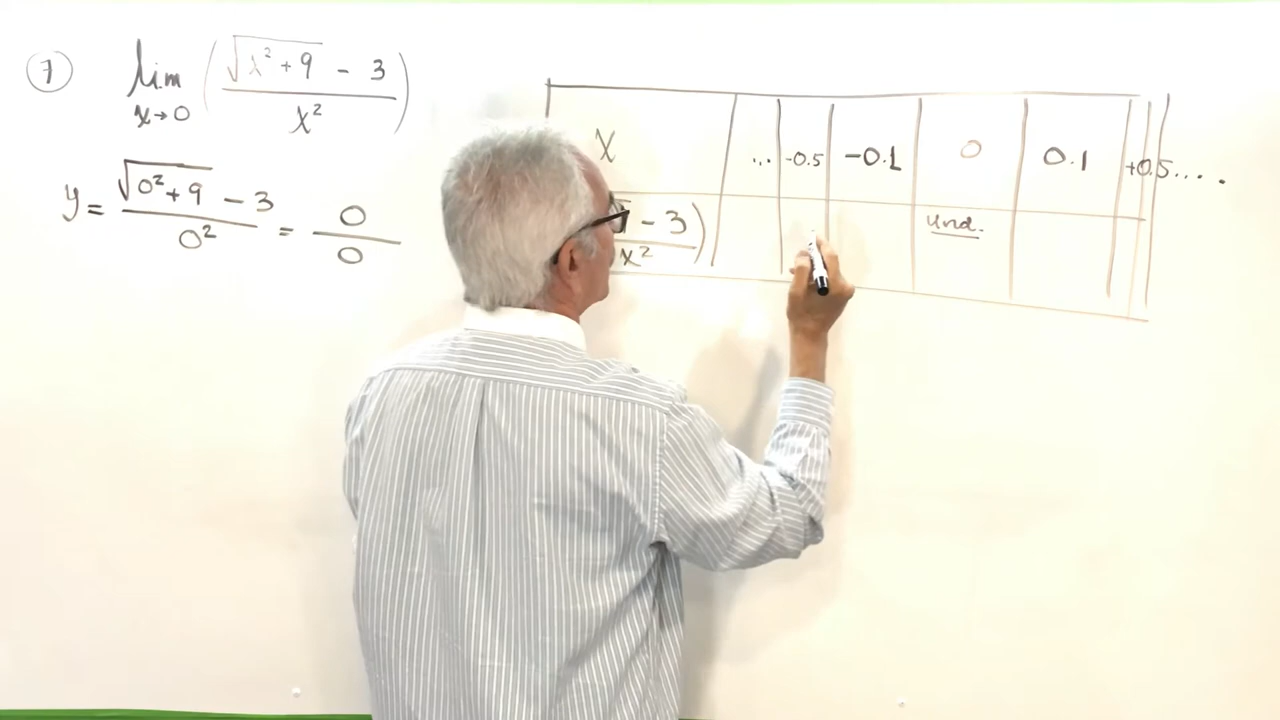 7 lim x→0 ( (√(x²+9) - 3) / x² )
y = (√(0²+9) - 3) / 0² = 0 / 0
x ... -0.5 -0.1 0 0.1 +0.5....
- 3 ) / x² und.